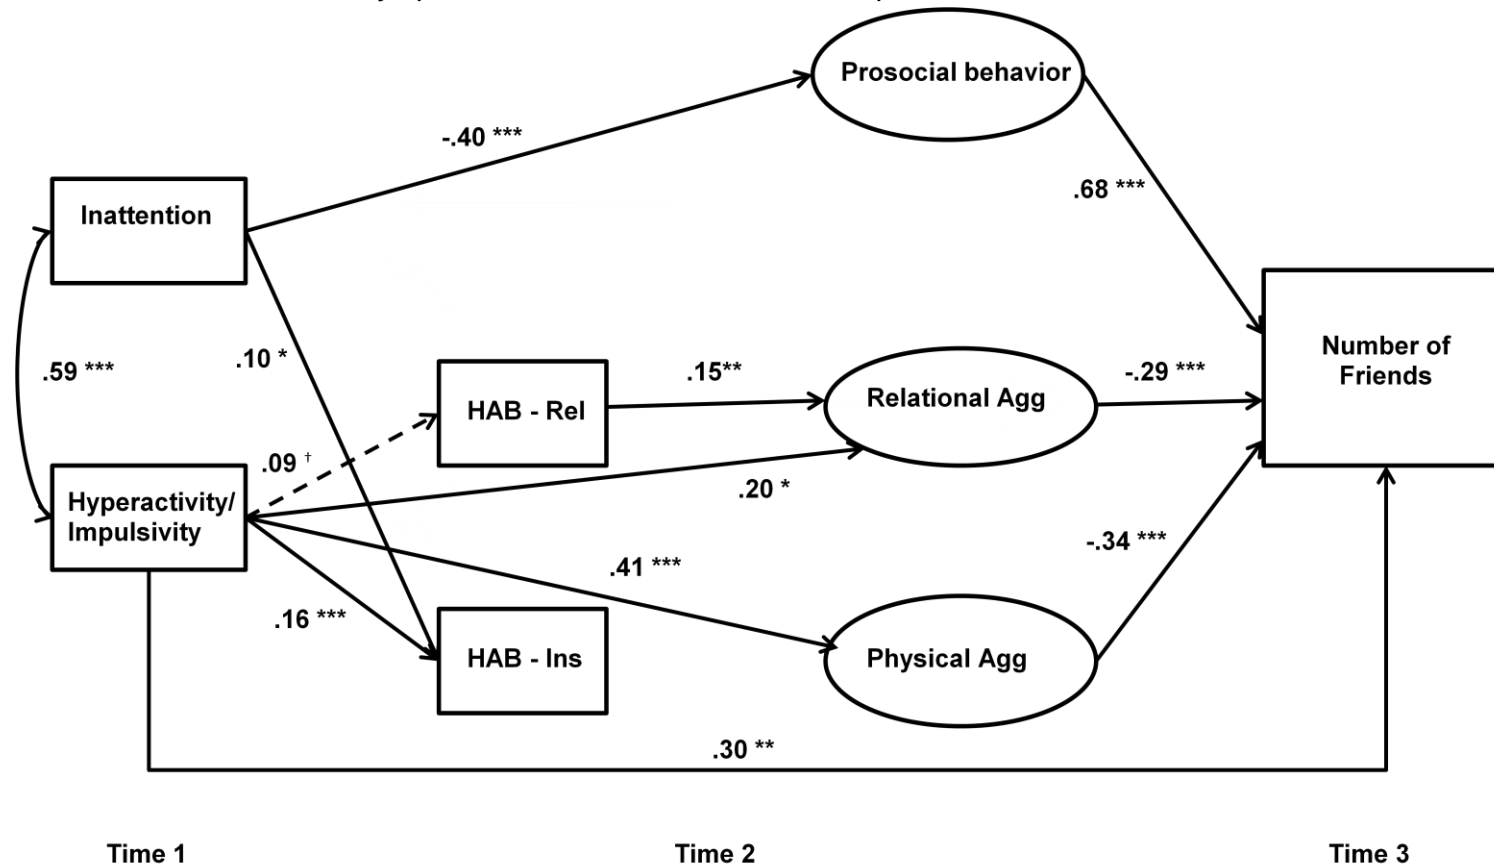 Prosocial behavior
-.40 ***
.68 ***
Inattention
.59 ***
.10 *
HAB - Rel
.15**
Relational Agg
-.29 ***
Number of
Friends
.09 †
.20 *
Hyperactivity/
Impulsivity
.41 ***
-.34 ***
.16 ***
HAB - Ins
Physical Agg
.30 **
Time 1
Time 2
Time 3